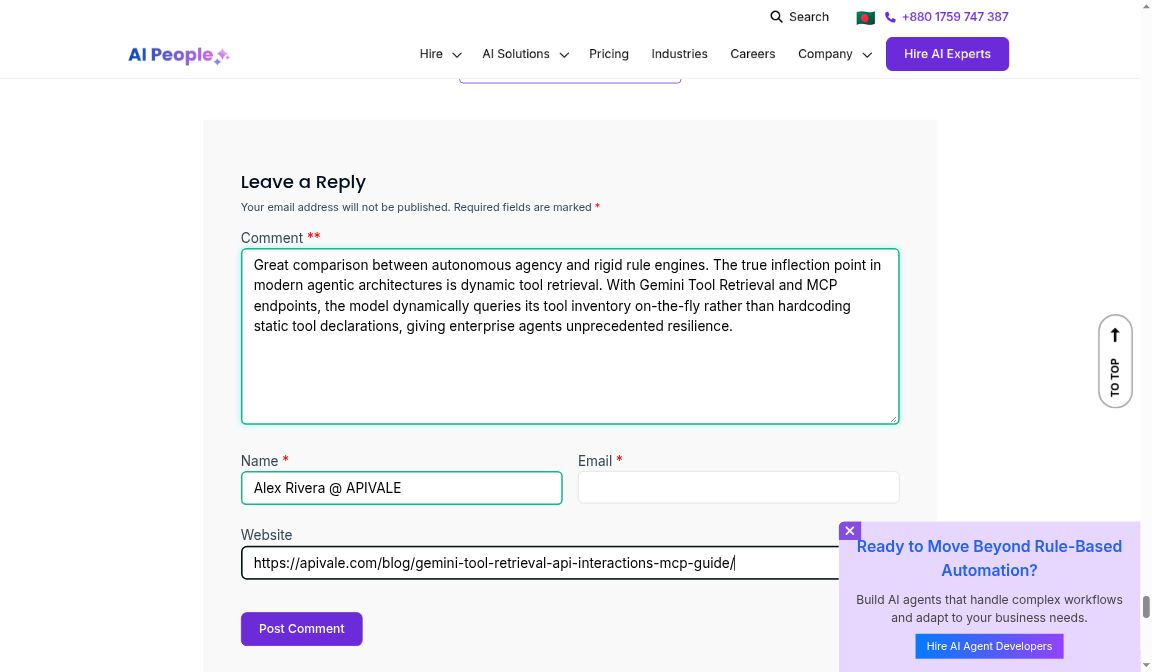 Search
+880 1759 747 387
AI People
Hire
AI Solutions
Pricing
Industries
Careers
Company
Hire AI Experts
Leave a Reply
Your email address will not be published. Required fields are marked *
Comment **
Great comparison between autonomous agency and rigid rule engines. The true inflection point in
modern agentic architectures is dynamic tool retrieval. With Gemini Tool Retrieval and MCP
endpoints, the model dynamically queries its tool inventory on-the-fly rather than hardcoding
static tool declarations, giving enterprise agents unprecedented resilience.
TO TOP
Name *
Email *
Alex Rivera @ APIVALE
Website
https://apivale.com/blog/gemini-tool-retrieval-api-interactions-mcp-guide/
Post Comment
Ready to Move Beyond Rule-Based
Automation?
Build AI agents that handle complex workflows
and adapt to your business needs.
Hire AI Agent Developers